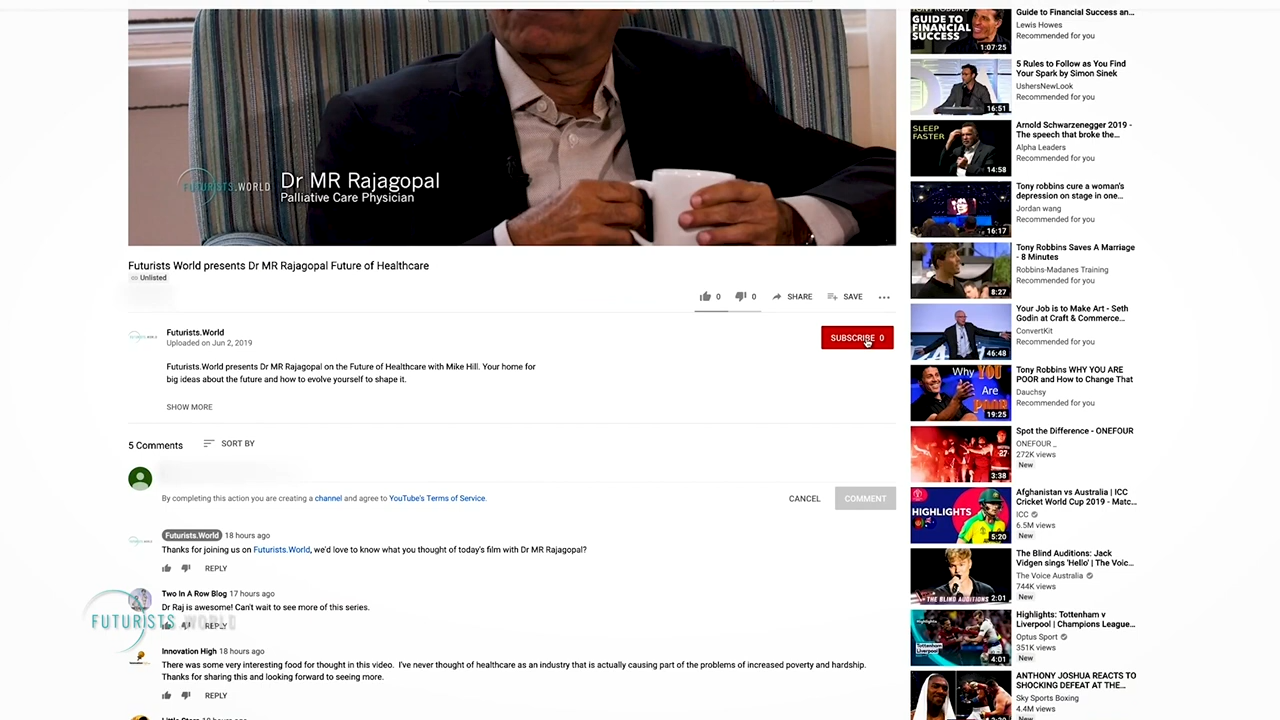 FUTURISTS.WORLD
Dr MR Rajagopal
Palliative Care Physician
Futurists World presents Dr MR Rajagopal Future of Healthcare
Unlisted
0
0
SHARE
SAVE
Futurists.World
Uploaded on Jun 2, 2019
SUBSCRIBE 0
Futurists.World presents Dr MR Rajagopal on the Future of Healthcare with Mike Hill. Your home for
big ideas about the future and how to evolve yourself to shape it.
SHOW MORE
5 Comments
SORT BY
By completing this action you are creating a channel and agree to YouTube's Terms of Service.
CANCEL
COMMENT
Futurists.World 18 hours ago
Thanks for joining us on Futurists.World, we'd love to know what you thought of today's film with Dr MR Rajagopal?
REPLY
Two In A Row Blog 17 hours ago
Dr Raj is awesome! Can't wait to see more of this series.
REPLY
FUTURISTS.WORLD
Innovation High 18 hours ago
There was some very interesting food for thought in this video. I've never thought of healthcare as an industry that is actually causing part of the problems of increased poverty and hardship.
Thanks for sharing this and looking forward to seeing more.
REPLY
GUIDE TO
FINANCIAL
SUCCESS
1:07:25
Guide to Financial Success an...
Lewis Howes
Recommended for you
16:51
5 Rules to Follow as You Find
Your Spark by Simon Sinek
UshersNewLook
Recommended for you
SLEEP
FASTER
14:58
Arnold Schwarzenegger 2019 -
The speech that broke the...
Alpha Leaders
Recommended for you
16:17
Tony robbins cure a woman's
depression on stage in one...
Jordan wang
Recommended for you
8:27
Tony Robbins Saves A Marriage
- 8 Minutes
Robbins-Madanes Training
Recommended for you
46:48
Your Job is to Make Art - Seth
Godin at Craft & Commerce...
ConvertKit
Recommended for you
Why YOU
Are
POOR
19:25
Tony Robbins WHY YOU ARE
POOR and How to Change That
Dauchsy
Recommended for you
3:38
Spot the Difference - ONEFOUR
ONEFOUR _
272K views
New
HIGHLIGHTS
5:20
Afghanistan vs Australia | ICC
Cricket World Cup 2019 - Matc...
ICC
6.5M views
New
THE BLIND AUDITIONS
2:01
The Blind Auditions: Jack
Vidgen sings 'Hello' | The Voic...
The Voice Australia
744K views
New
Highlights
4:01
Highlights: Tottenham v
Liverpool | Champions League...
Optus Sport
351K views
New
ANTHONY JOSHUA REACTS TO
SHOCKING DEFEAT AT THE...
Sky Sports Boxing
4.4M views